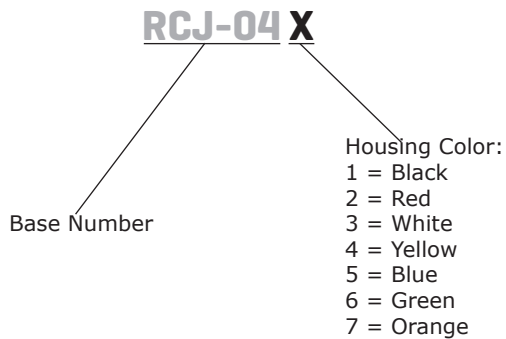 RCJ-04 X
Housing Color:
1 = Black
2 = Red
3 = White
4 = Yellow
5 = Blue
6 = Green
7 = Orange
Base Number